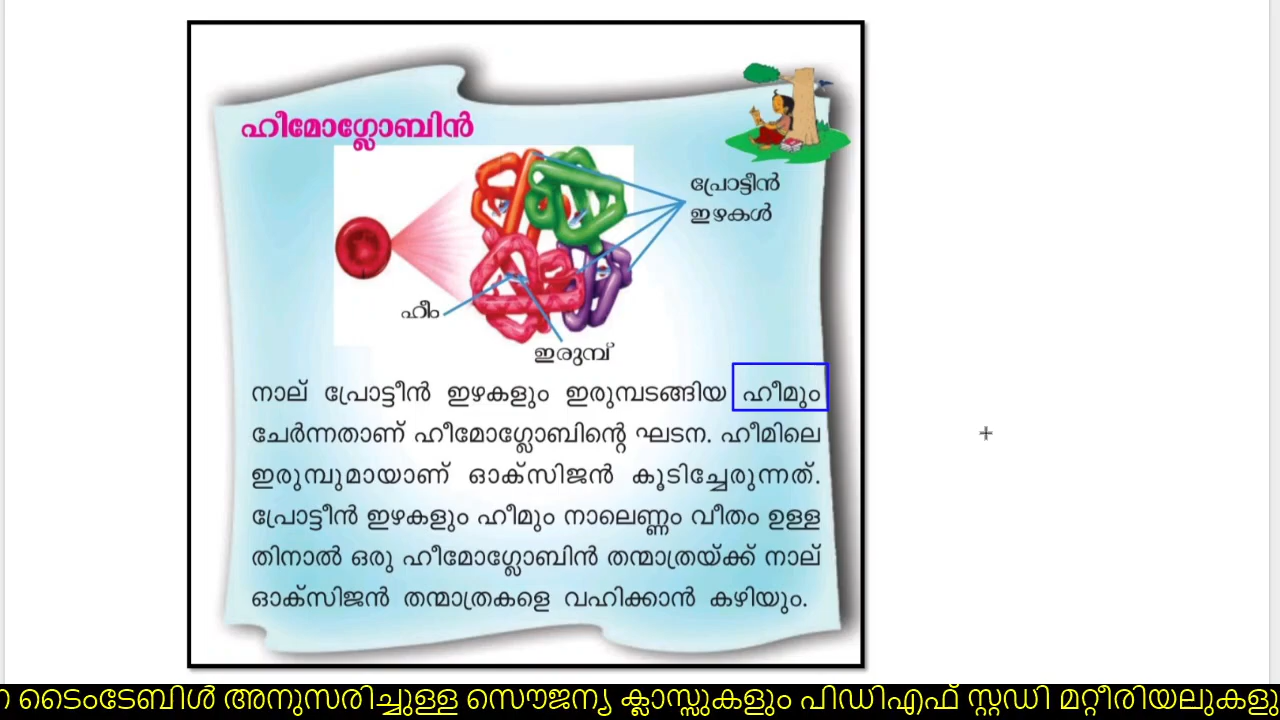 ഹീമോഗ്ലോബിൻ
പ്രോട്ടീൻ
ഇഴകൾ
ഹീം
ഇരുമ്പ്
നാല് പ്രോട്ടീൻ ഇഴകളും ഇരുമ്പടങ്ങിയ ഹീമും
ചേർന്നതാണ് ഹീമോഗ്ലോബിന്റെ ഘടന. ഹീമിലെ
ഇരുമ്പുമായാണ് ഓക്സിജൻ കൂടിച്ചേരുന്നത്.
പ്രോട്ടീൻ ഇഴകളും ഹീമും നാലെണ്ണം വീതം ഉള്ള
തിനാൽ ഒരു ഹീമോഗ്ലോബിൻ തന്മാത്രയ്ക്ക് നാല്
ഓക്സിജൻ തന്മാത്രകളെ വഹിക്കാൻ കഴിയും.
ടൈംടേബിൾ അനുസരിച്ചുള്ള സൌജന്യ ക്ലാസ്സുകളും പിഡിഎഫ് സ്റ്റഡി മറ്റീരിയലുകളു